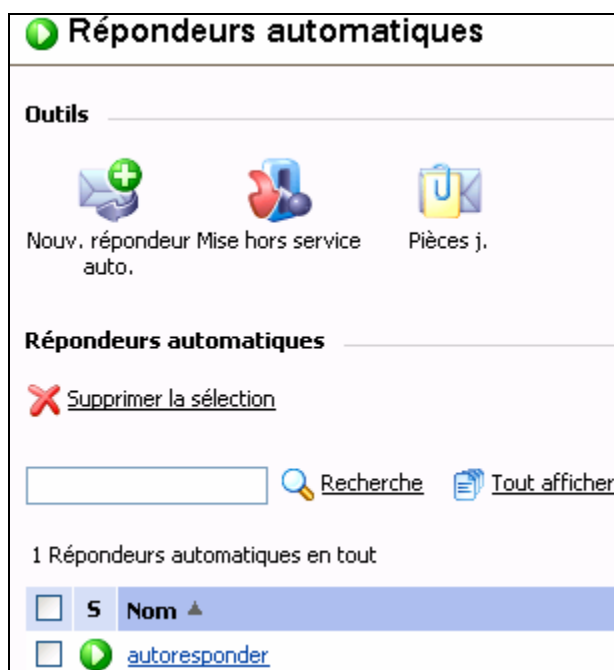 Répondeurs automatiques
Outils
Nouv. répondeur auto.
Mise hors service
Pièces j.
Répondeurs automatiques
Supprimer la sélection
Recherche Tout afficher
1 Répondeurs automatiques en tout
S Nom
autoresponder